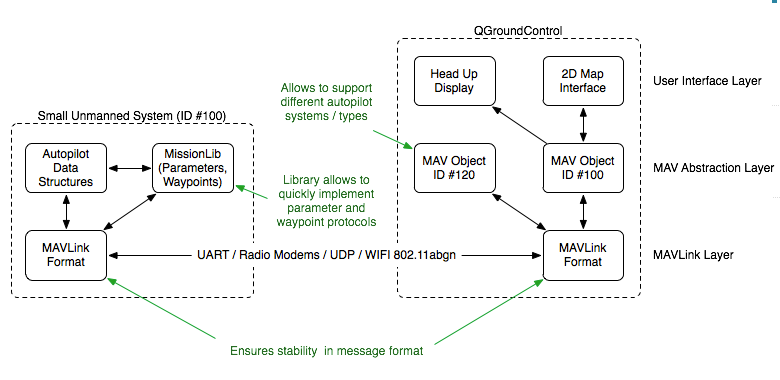 QGroundControl
Head Up
Display
2D Map
Interface
User Interface Layer
Allows to support
different autopilot
systems / types
Small Unmanned System (ID #100)
Autopilot
Data
Structures
MissionLib
(Parameters,
Waypoints)
Library allows to
quickly implement
parameter and
waypoint protocols
MAV Object
ID #120
MAV Object
ID #100
MAV Abstraction Layer
MAVLink
Format
UART / Radio Modems / UDP / WIFI 802.11abgn
MAVLink
Format
MAVLink Layer
Ensures stability in message format